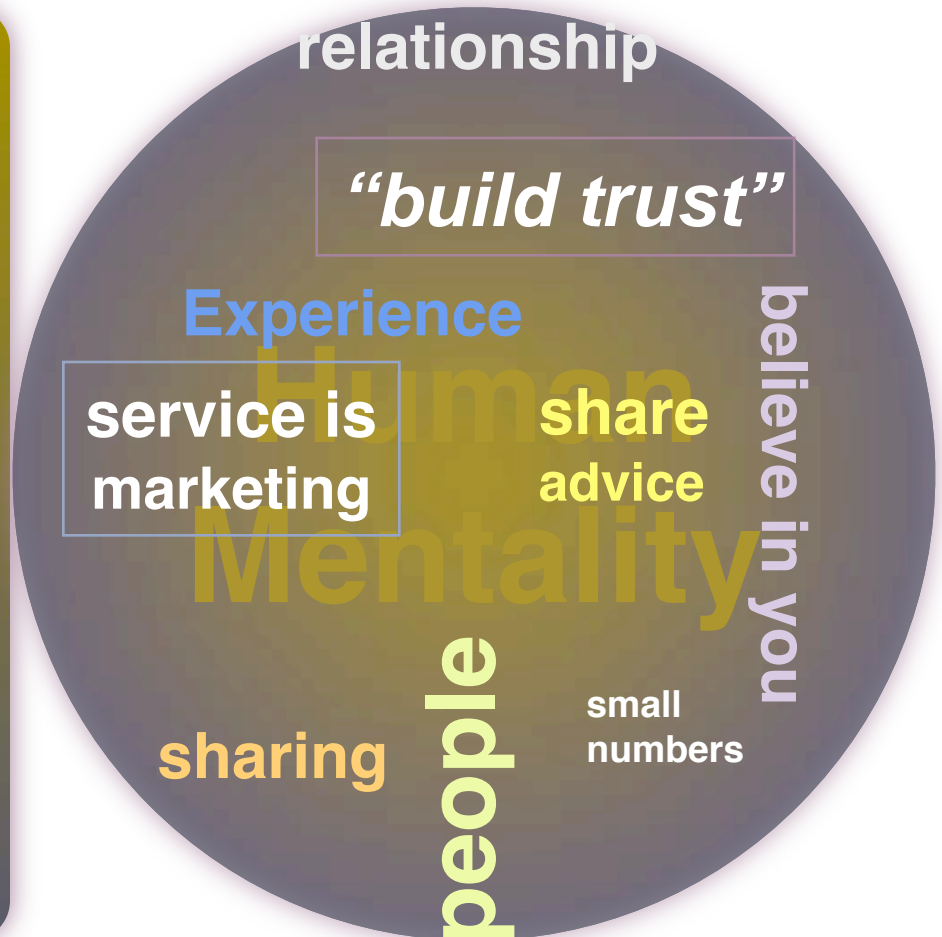 relationship
“build trust”
Experience
Human
Mentality
service is
marketing
share
advice
believe in you
people
small
numbers
sharing